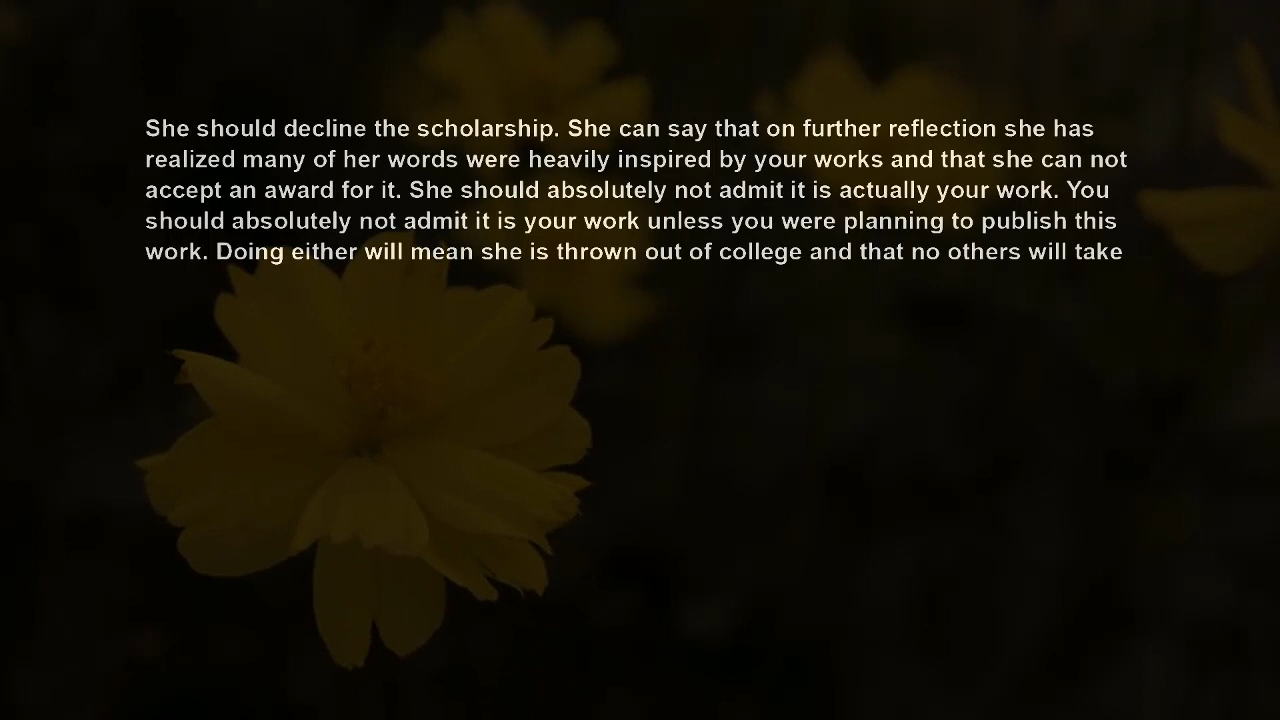 She should decline the scholarship. She can say that on further reflection she has
realized many of her words were heavily inspired by your works and that she can not
accept an award for it. She should absolutely not admit it is actually your work. You
should absolutely not admit it is your work unless you were planning to publish this
work. Doing either will mean she is thrown out of college and that no others will take